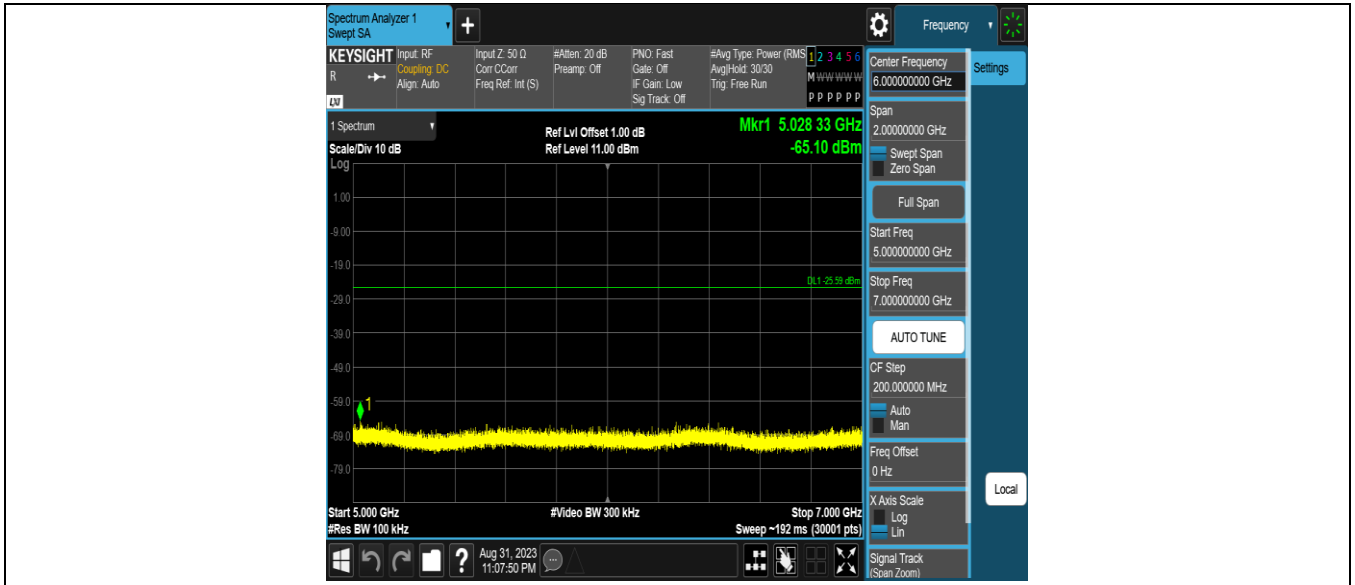 Spectrum Analyzer 1
Swept SA
+
Frequency
KEYSIGHT
R
LXI
Input: RF
Coupling: DC
Align: Auto
Input Z: 50 Ω
Corr CCorr
Freq Ref: Int (S)
#Atten: 20 dB
Preamp: Off
PNO: Fast
Gate: Off
IF Gain: Low
Sig Track: Off
#Avg Type: Power (RMS
Avg|Hold: 30/30
Trig: Free Run
1 2 3 4 5 6
M W W W W W
P P P P P P
1 Spectrum
Scale/Div 10 dB
Ref Lvl Offset 1.00 dB
Ref Level 11.00 dBm
Mkr1 5.028 33 GHz
-65.10 dBm
Log
1.00
-9.00
-19.0
DL1 -25.59 dBm
-29.0
-39.0
-49.0
-59.0
1
-69.0
-79.0
Start 5.000 GHz
#Video BW 300 kHz
Stop 7.000 GHz
#Res BW 100 kHz
Sweep ~192 ms (30001 pts)
?
Aug 31, 2023
11:07:50 PM
Center Frequency
6.000000000 GHz
Settings
Span
2.00000000 GHz
Swept Span
Zero Span
Full Span
Start Freq
5.000000000 GHz
Stop Freq
7.000000000 GHz
AUTO TUNE
CF Step
200.000000 MHz
Auto
Man
Freq Offset
0 Hz
Local
X Axis Scale
Log
Lin
Signal Track
(Span Zoom)